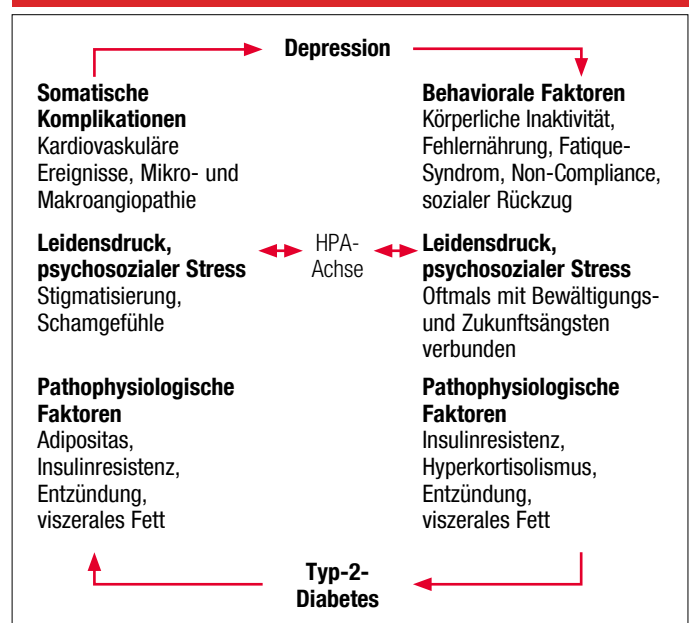 Depression
Somatische
Komplikationen
Kardiovaskuläre
Ereignisse, Mikro- und
Makroangiopathie
Behaviorale Faktoren
Körperliche Inaktivität,
Fehlernährung, Fatique-
Syndrom, Non-Compliance,
sozialer Rückzug
Leidensdruck,
psychosozialer Stress
Stigmatisierung,
Schamgefühle
HPA-
Achse
Leidensdruck,
psychosozialer Stress
Oftmals mit Bewältigungs-
und Zukunftsängsten
verbunden
Pathophysiologische
Faktoren
Adipositas,
Insulinresistenz,
Entzündung,
viszerales Fett
Pathophysiologische
Faktoren
Insulinresistenz,
Hyperkortisolismus,
Entzündung,
viszerales Fett
Typ-2-
Diabetes